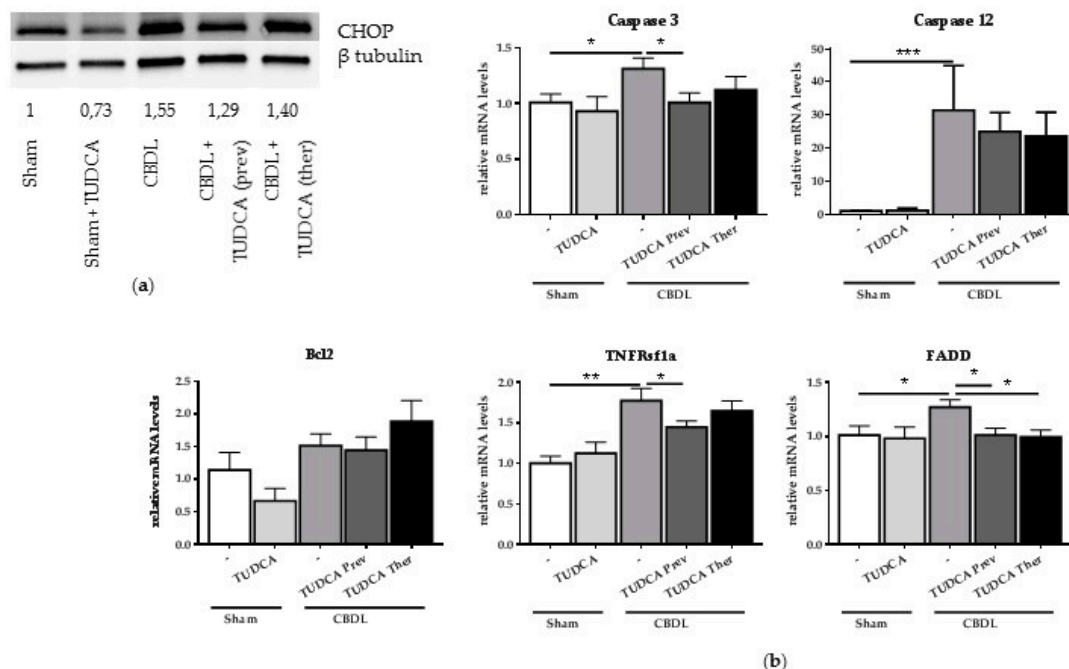 CHOP
β tubulin
1 0,73 1,55 1,29 1,40
Sham
Sham + TUDCA
CBDL
CBDL +
TUDCA (prev)
CBDL +
TUDCA (ther)
(a)
Caspase 3
relative mRNA levels
1.5
1.0
0.5
0.0
* *
- TUDCA - TUDCA Prev TUDCA Ther
Sham CBDL
Caspase 12
relative mRNA levels
50
40
30
20
10
0
***
- TUDCA - TUDCA Prev TUDCA Ther
Sham CBDL
Bcl2
relative mRNA levels
2.5
2.0
1.5
1.0
0.5
0.0
- TUDCA - TUDCA Prev TUDCA Ther
Sham CBDL
TNFRsf1a
relative mRNA levels
2.0
1.5
1.0
0.5
0.0
** *
- TUDCA - TUDCA Prev TUDCA Ther
Sham CBDL
FADD
relative mRNA levels
1.5
1.0
0.5
0.0
* * *
- TUDCA - TUDCA Prev TUDCA Ther
Sham CBDL
(b)